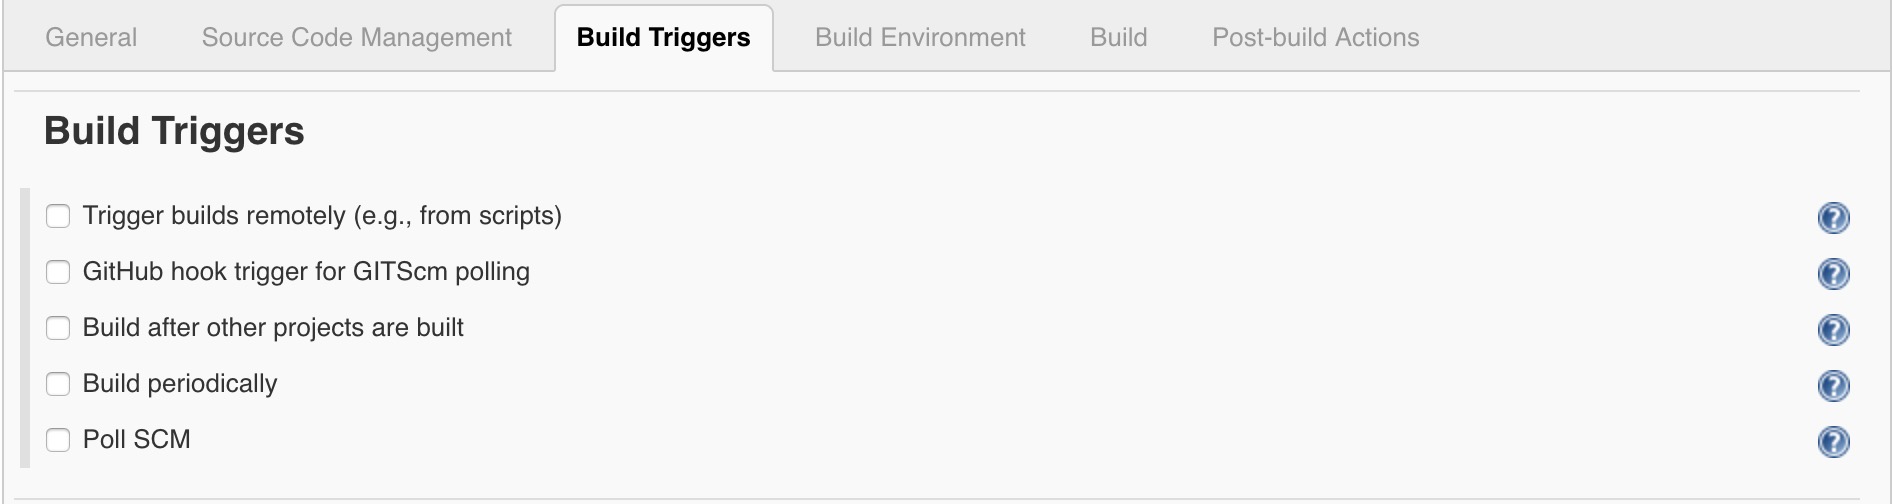 General Source Code Management Build Triggers Build Environment Build Post-build Actions
Build Triggers
Trigger builds remotely (e.g., from scripts) ?
GitHub hook trigger for GITScm polling ?
Build after other projects are built ?
Build periodically ?
Poll SCM ?